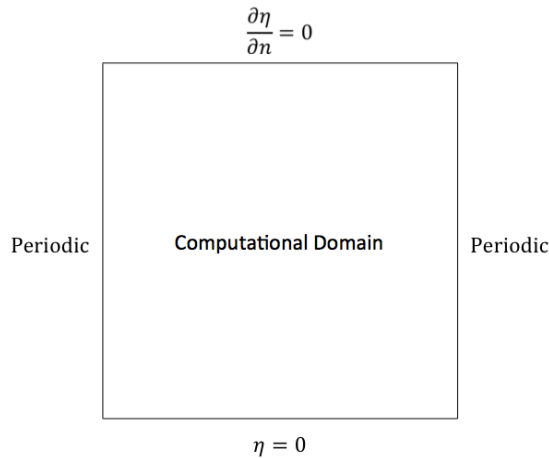 ∂η/∂n = 0
Periodic Computational Domain Periodic
η = 0